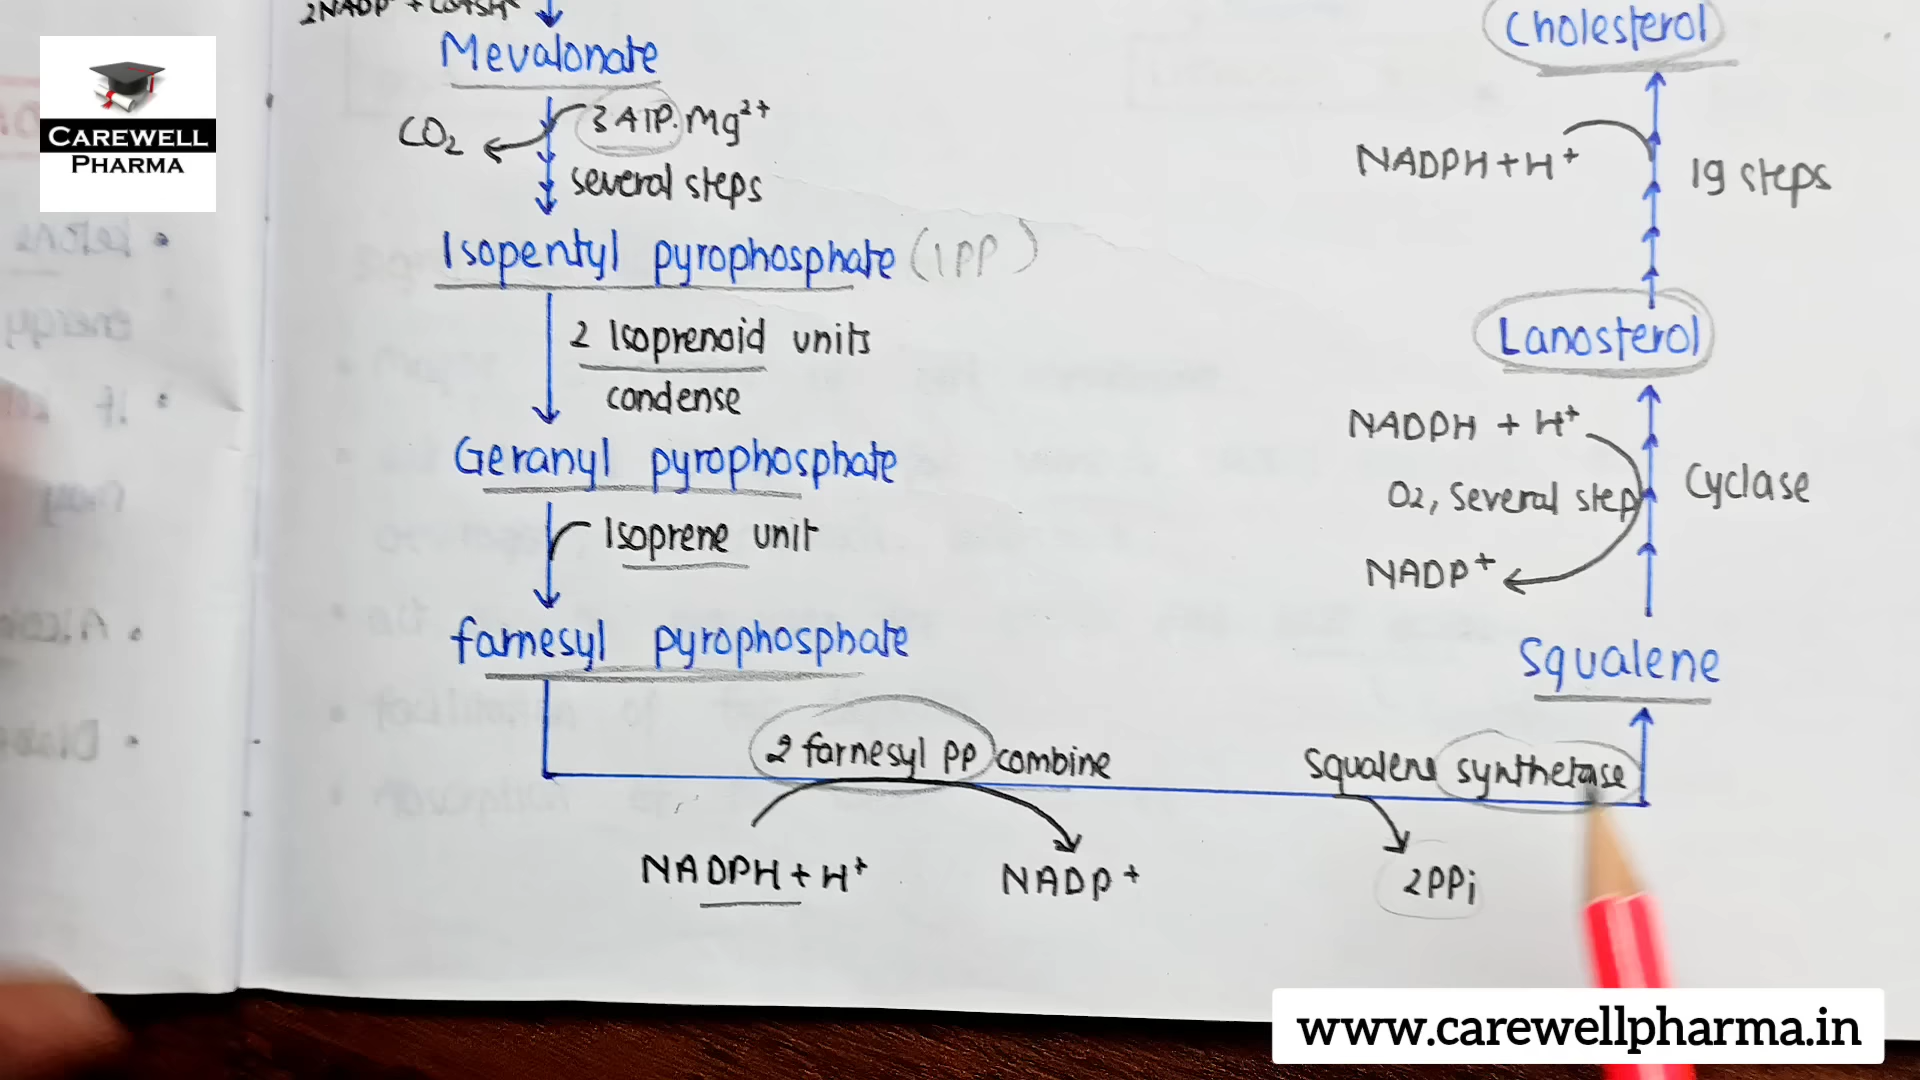 2NADP + COASH
CAREWELL
PHARMA
Mevalonate
CO2
3 ATP. Mg2+
several steps
Isopentyl pyrophosphate (IPP)
2 Isoprenoid units
condense
Geranyl pyrophosphate
Isoprene unit
farnesyl pyrophosphate
2 farnesyl PP combine
NADPH + H+
NADP+
Squalene synthetase
2PPi
Squalene
NADPH + H+
O2, Several step
NADP+
Cyclase
Lanosterol
NADPH + H+
19 steps
Cholesterol
www.carewellpharma.in